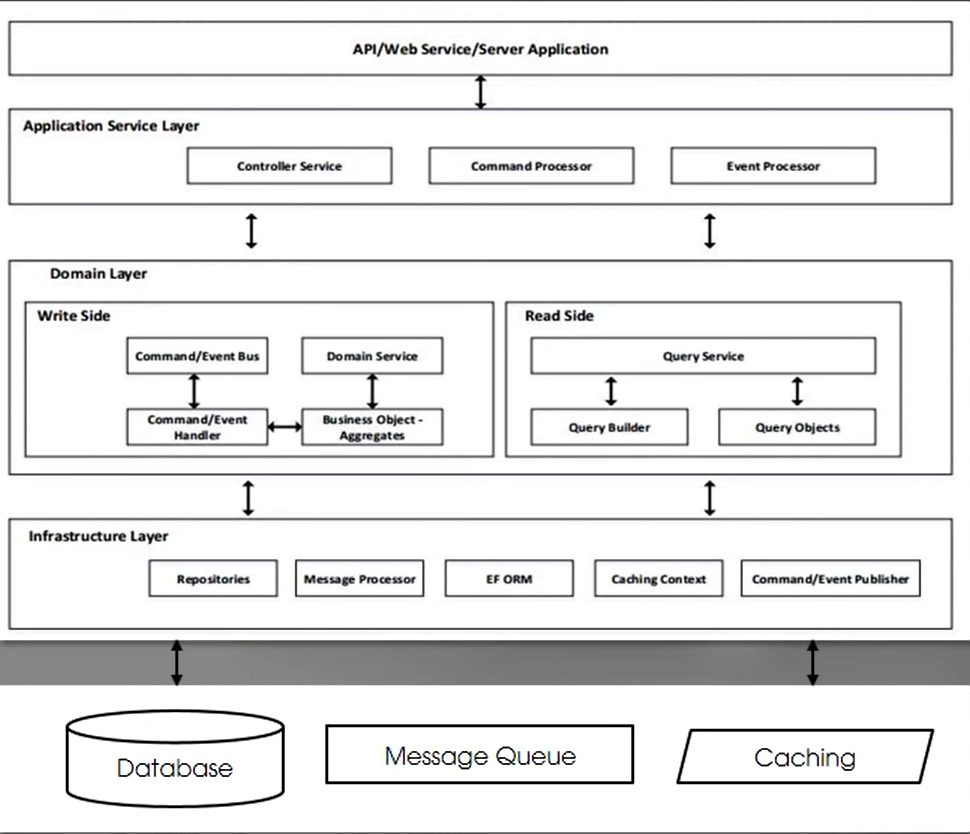 API/Web Service/Server Application
Application Service Layer
Controller Service
Command Processor
Event Processor
Domain Layer
Write Side
Command/Event Bus
Domain Service
Command/Event
Handler
Business Object -
Aggregates
Read Side
Query Service
Query Builder
Query Objects
Infrastructure Layer
Repositories
Message Processor
EF ORM
Caching Context
Command/Event Publisher
Database
Message Queue
Caching